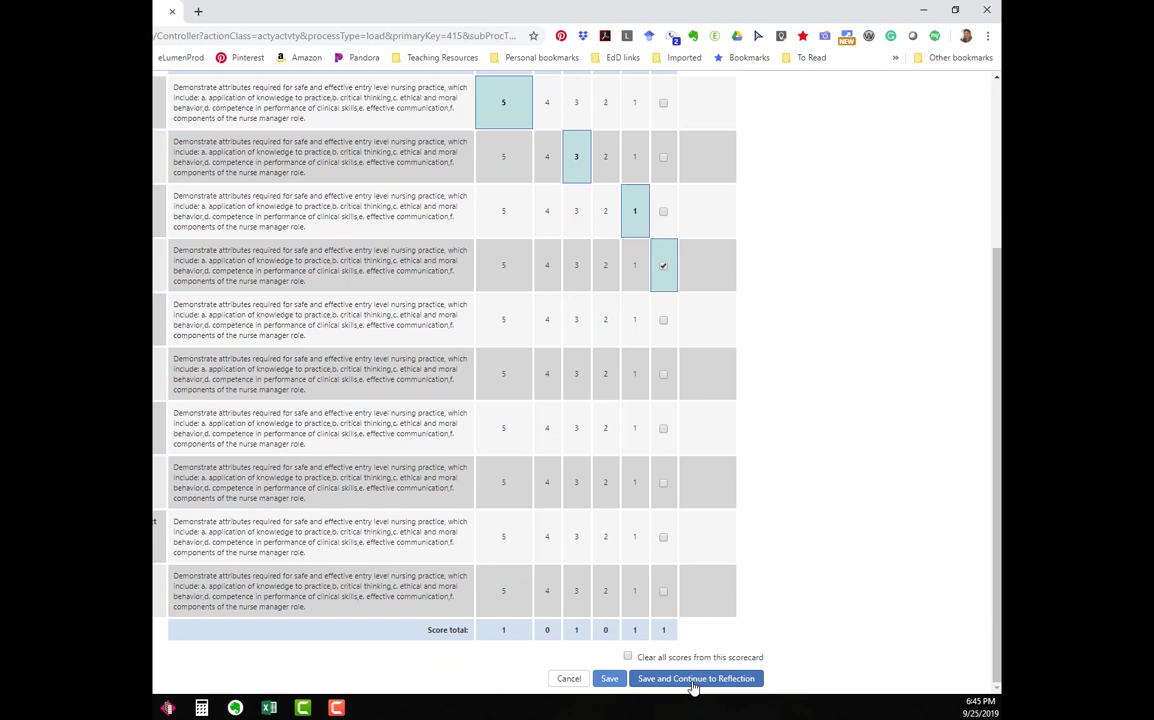 /Controller?actionClass=actyactvty&processType=load&primaryKey=415&subProcT...
NEW
eLumenProd Pinterest Amazon Pandora Teaching Resources Personal bookmarks EdD links Imported Bookmarks To Read » Other bookmarks
Demonstrate attributes required for safe and effective entry level nursing practice, which
include: a. application of knowledge to practice,b. critical thinking,c. ethical and moral
behavior,d. competence in performance of clinical skills,e. effective communication,f.
components of the nurse manager role.
5 4 3 2 1
Demonstrate attributes required for safe and effective entry level nursing practice, which
include: a. application of knowledge to practice,b. critical thinking,c. ethical and moral
behavior,d. competence in performance of clinical skills,e. effective communication,f.
components of the nurse manager role.
5 4 3 2 1
Demonstrate attributes required for safe and effective entry level nursing practice, which
include: a. application of knowledge to practice,b. critical thinking,c. ethical and moral
behavior,d. competence in performance of clinical skills,e. effective communication,f.
components of the nurse manager role.
5 4 3 2 1
Demonstrate attributes required for safe and effective entry level nursing practice, which
include: a. application of knowledge to practice,b. critical thinking,c. ethical and moral
behavior,d. competence in performance of clinical skills,e. effective communication,f.
components of the nurse manager role.
5 4 3 2 1
Demonstrate attributes required for safe and effective entry level nursing practice, which
include: a. application of knowledge to practice,b. critical thinking,c. ethical and moral
behavior,d. competence in performance of clinical skills,e. effective communication,f.
components of the nurse manager role.
5 4 3 2 1
Demonstrate attributes required for safe and effective entry level nursing practice, which
include: a. application of knowledge to practice,b. critical thinking,c. ethical and moral
behavior,d. competence in performance of clinical skills,e. effective communication,f.
components of the nurse manager role.
5 4 3 2 1
Demonstrate attributes required for safe and effective entry level nursing practice, which
include: a. application of knowledge to practice,b. critical thinking,c. ethical and moral
behavior,d. competence in performance of clinical skills,e. effective communication,f.
components of the nurse manager role.
5 4 3 2 1
Demonstrate attributes required for safe and effective entry level nursing practice, which
include: a. application of knowledge to practice,b. critical thinking,c. ethical and moral
behavior,d. competence in performance of clinical skills,e. effective communication,f.
components of the nurse manager role.
5 4 3 2 1
ct
Demonstrate attributes required for safe and effective entry level nursing practice, which
include: a. application of knowledge to practice,b. critical thinking,c. ethical and moral
behavior,d. competence in performance of clinical skills,e. effective communication,f.
components of the nurse manager role.
5 4 3 2 1
Demonstrate attributes required for safe and effective entry level nursing practice, which
include: a. application of knowledge to practice,b. critical thinking,c. ethical and moral
behavior,d. competence in performance of clinical skills,e. effective communication,f.
components of the nurse manager role.
5 4 3 2 1
Score total: 1 0 1 0 1 1
Clear all scores from this scorecard
Cancel Save Save and Continue to Reflection
6:45 PM
9/25/2019